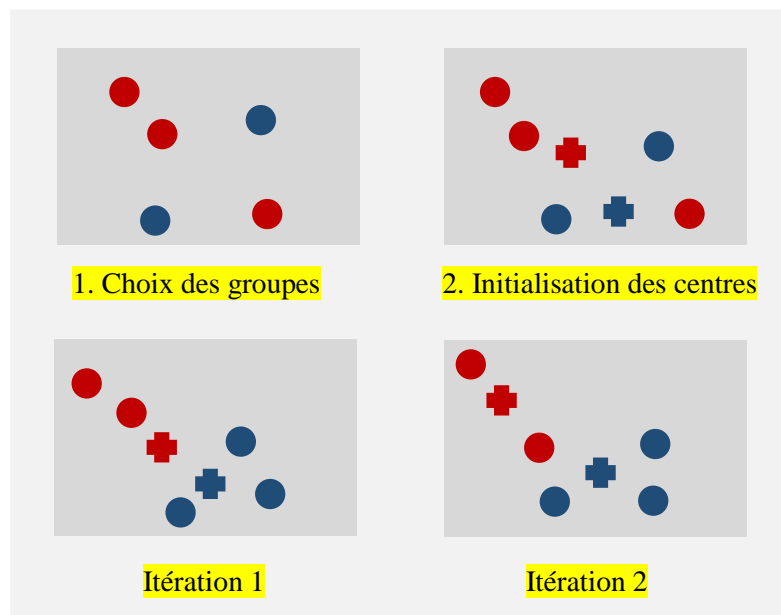 1. Choix des groupes
2. Initialisation des centres
Itération 1
Itération 2